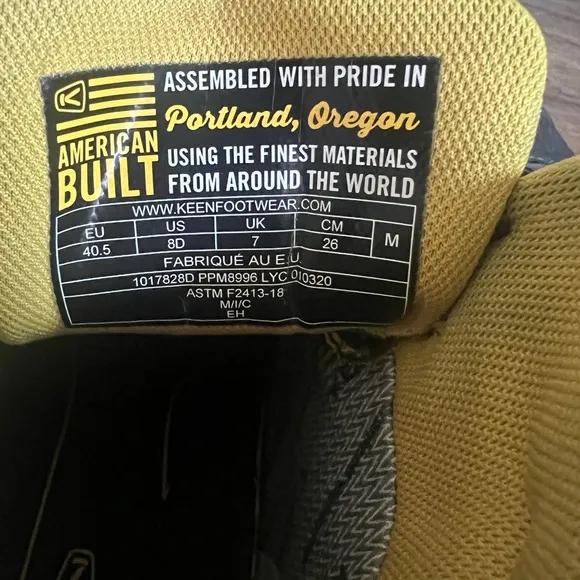 ASSEMBLED WITH PRIDE IN
Portland, Oregon
AMERICAN BUILT
USING THE FINEST MATERIALS
FROM AROUND THE WORLD
WWW.KEENFOOTWEAR.COM
EU US UK CM M
40.5 8D 7 26
FABRIQUÉ AU E.U.
1017828D PPM8996 LYC 010320
ASTM F2413-18
M/I/C
EH